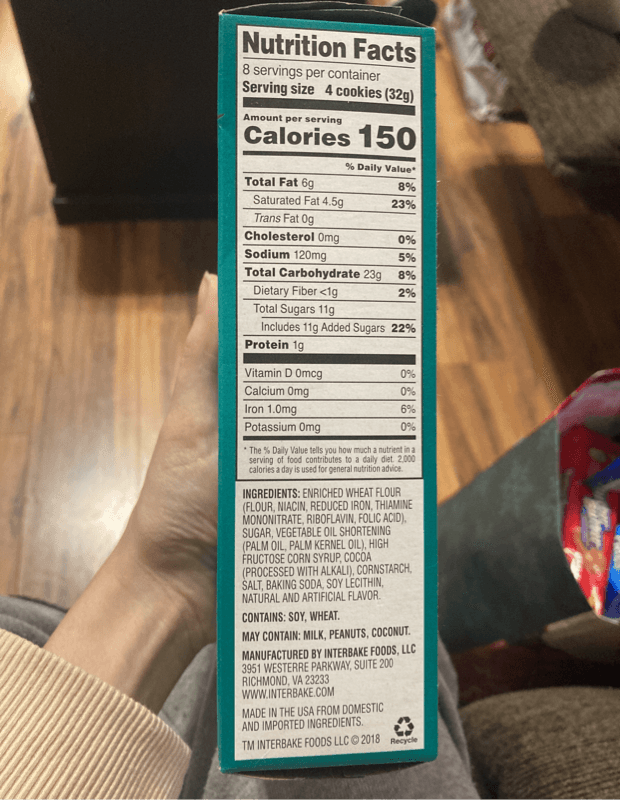 Nutrition Facts
8 servings per container
Serving size 4 cookies (32g)
Amount per serving
Calories 150
% Daily Value*
Total Fat 6g 8%
Saturated Fat 4.5g 23%
Trans Fat 0g
Cholesterol 0mg 0%
Sodium 120mg 5%
Total Carbohydrate 23g 8%
Dietary Fiber <1g 2%
Total Sugars 11g
Includes 11g Added Sugars 22%
Protein 1g
Vitamin D 0mcg 0%
Calcium 0mg 0%
Iron 1.0mg 6%
Potassium 0mg 0%
* The % Daily Value tells you how much a nutrient in a
serving of food contributes to a daily diet. 2,000
calories a day is used for general nutrition advice.
INGREDIENTS: ENRICHED WHEAT FLOUR
(FLOUR, NIACIN, REDUCED IRON, THIAMINE
MONONITRATE, RIBOFLAVIN, FOLIC ACID),
SUGAR, VEGETABLE OIL SHORTENING
(PALM OIL, PALM KERNEL OIL), HIGH
FRUCTOSE CORN SYRUP, COCOA
(PROCESSED WITH ALKALI), CORNSTARCH,
SALT, BAKING SODA, SOY LECITHIN,
NATURAL AND ARTIFICIAL FLAVOR.
CONTAINS: SOY, WHEAT.
MAY CONTAIN: MILK, PEANUTS, COCONUT.
MANUFACTURED BY INTERBAKE FOODS, LLC
3951 WESTERRE PARKWAY, SUITE 200
RICHMOND, VA 23233
WWW.INTERBAKE.COM
MADE IN THE USA FROM DOMESTIC
AND IMPORTED INGREDIENTS.
TM INTERBAKE FOODS LLC © 2018
Recycle